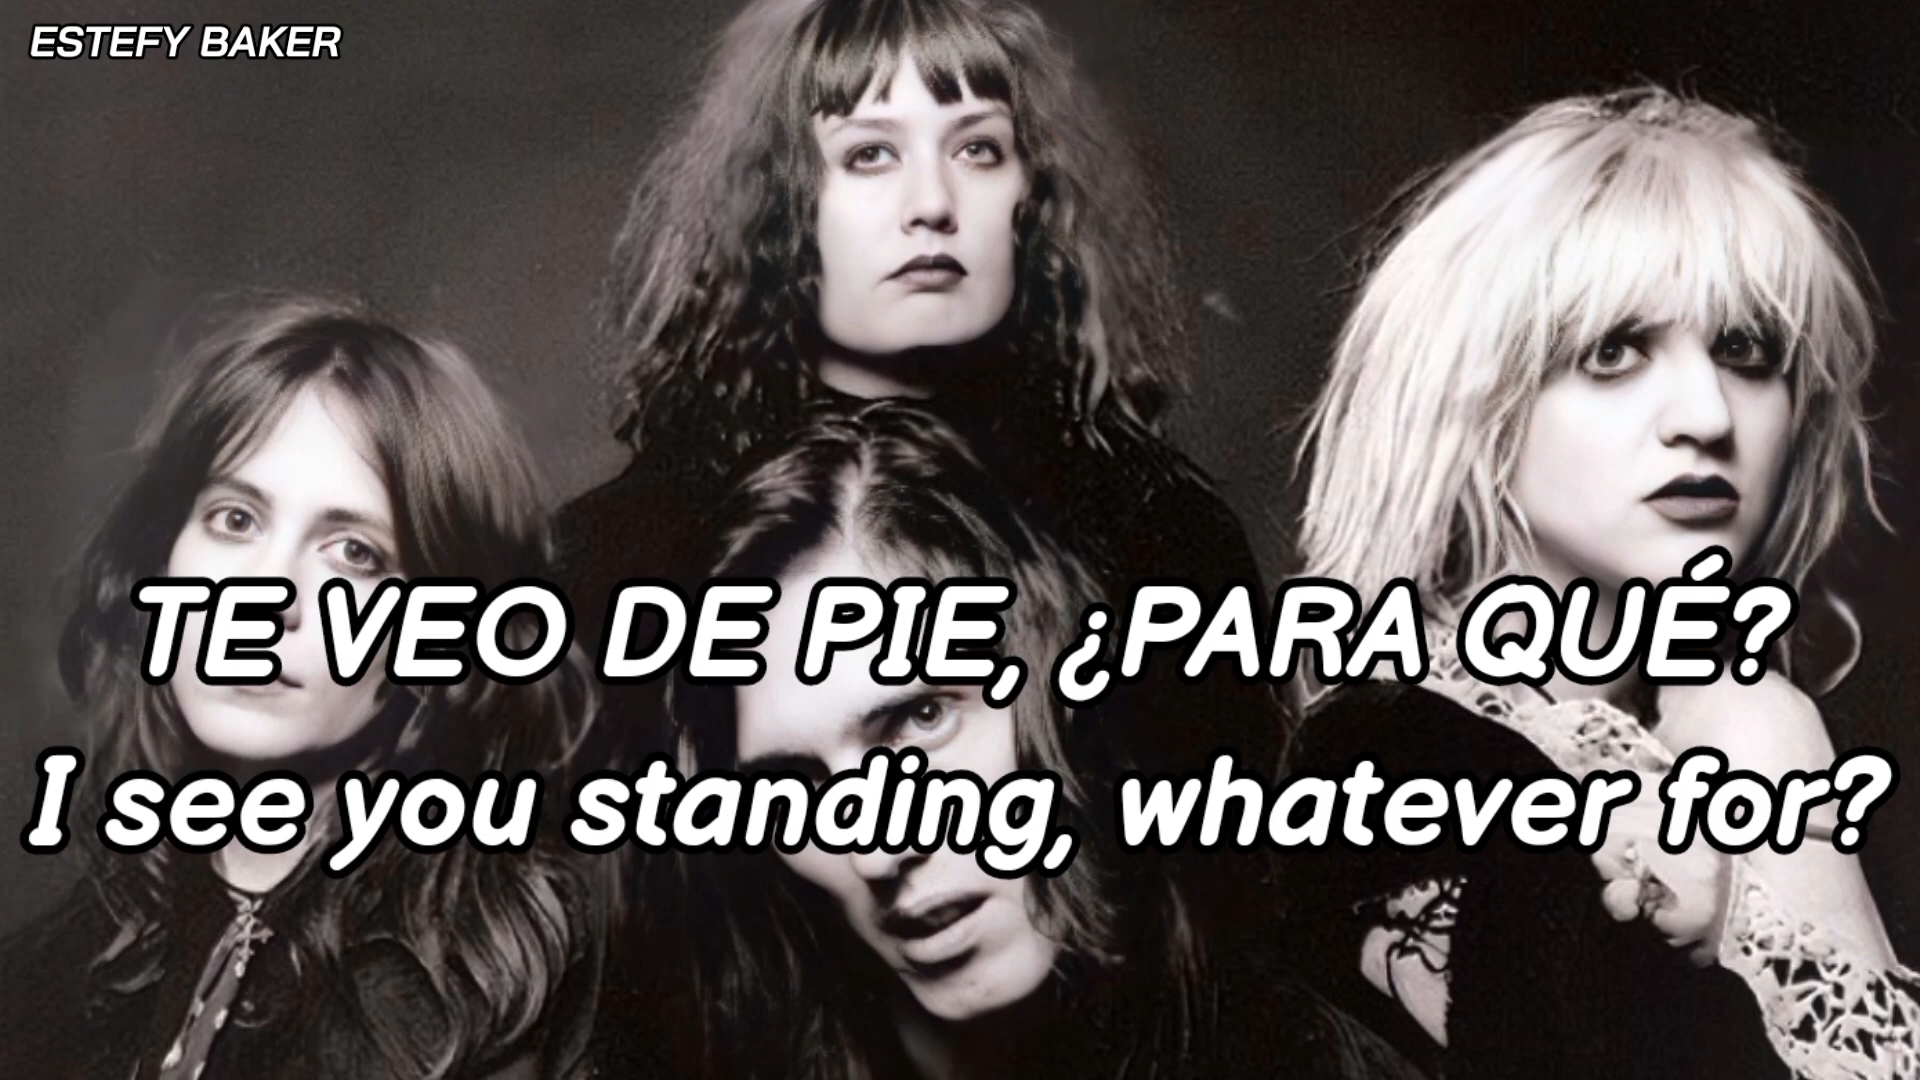 ESTEFY BAKER
TE VEO DE PIE, ¿PARA QUÉ?
I see you standing, whatever for?